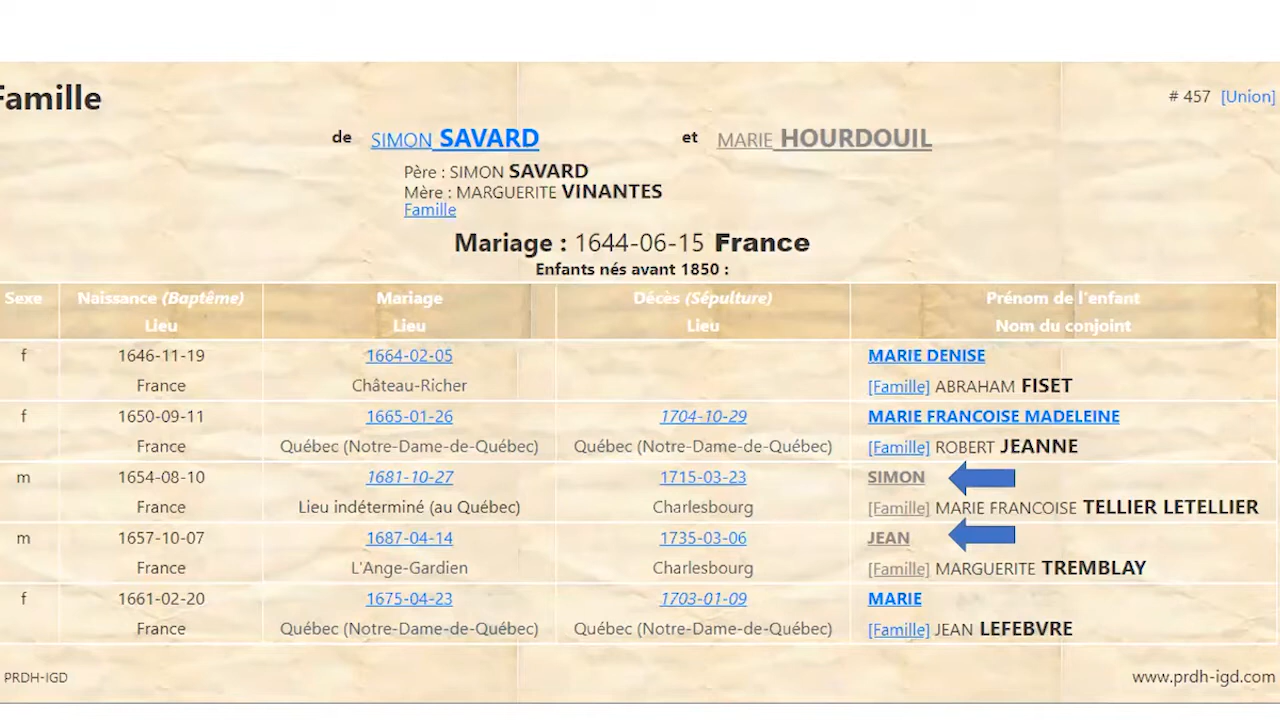 Famille
# 457 [Union]
de SIMON SAVARD et MARIE HOURDOUIL
Père : SIMON SAVARD
Mère : MARGUERITE VINANTES
Famille
Mariage : 1644-06-15 France
Enfants nés avant 1850 :
Sexe Naissance (Baptême) Mariage Décès (Sépulture) Prénom de l'enfant
Lieu Lieu Lieu Nom du conjoint
f 1646-11-19 1664-02-05 MARIE DENISE
France Château-Richer [Famille] ABRAHAM FISET
f 1650-09-11 1665-01-26 1704-10-29 MARIE FRANCOISE MADELEINE
France Québec (Notre-Dame-de-Québec) Québec (Notre-Dame-de-Québec) [Famille] ROBERT JEANNE
m 1654-08-10 1681-10-27 1715-03-23 SIMON
France Lieu indéterminé (au Québec) Charlesbourg [Famille] MARIE FRANCOISE TELLIER LETELLIER
m 1657-10-07 1687-04-14 1735-03-06 JEAN
France L'Ange-Gardien Charlesbourg [Famille] MARGUERITE TREMBLAY
f 1661-02-20 1675-04-23 1703-01-09 MARIE
France Québec (Notre-Dame-de-Québec) Québec (Notre-Dame-de-Québec) [Famille] JEAN LEFEBVRE
PRDH-IGD www.prdh-igd.com